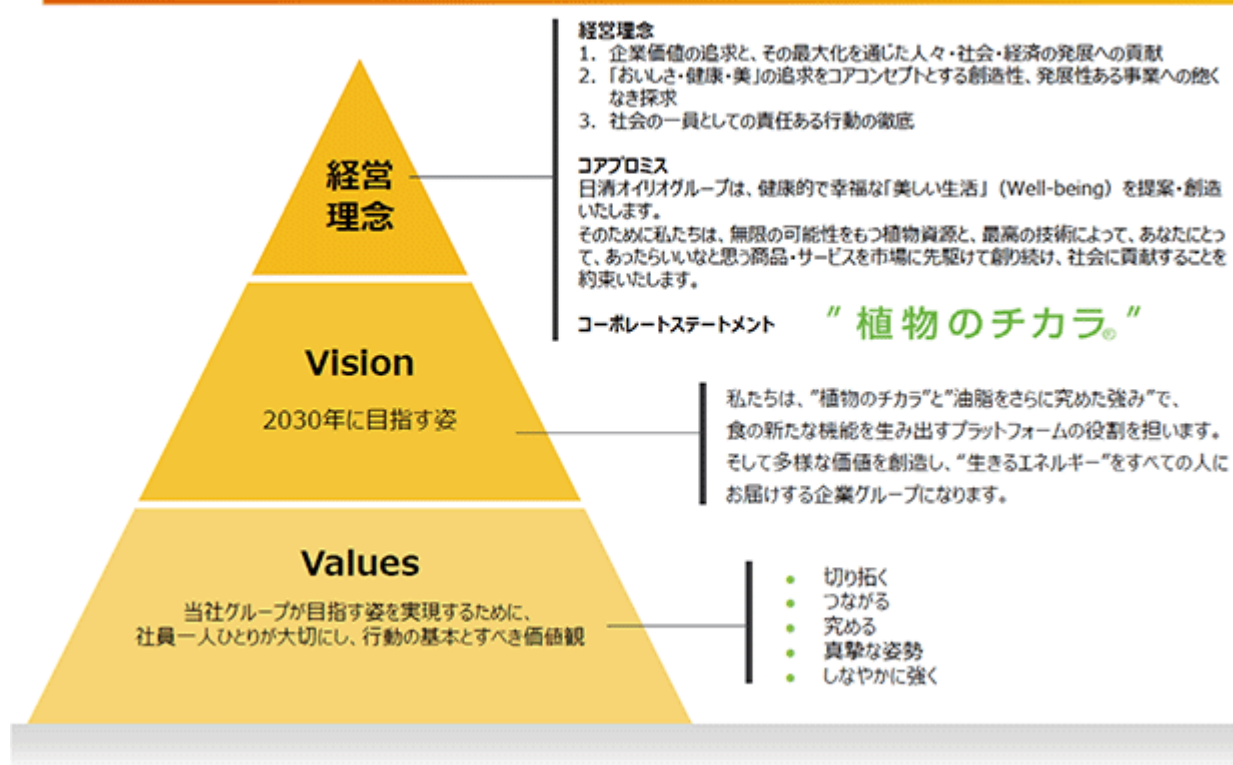 経営
理念
経営理念
1. 企業価値の追求と、その最大化を通じた人々・社会・経済の発展への貢献
2. 「おいしさ・健康・美」の追求をコアコンセプトとする創造性、発展性ある事業への飽く
なき探求
3. 社会の一員としての責任ある行動の徹底
コアプロミス
日清オイリオグループは、健康的で幸福な「美しい生活」（Well-being）を提案・創造
いたします。
そのために私たちは、無限の可能性をもつ植物資源と、最高の技術によって、あなたにとっ
て、あったらいいなと思う商品・サービスを市場に先駆けて創り続け、社会に貢献することを
約束いたします。
コーポレートステートメント ”植物のチカラ®”
Vision
2030年に目指す姿
私たちは、”植物のチカラ”と”油脂をさらに究めた強み”で、
食の新たな機能を生み出すプラットフォームの役割を担います。
そして多様な価値を創造し、“生きるエネルギー”をすべての人に
お届けする企業グループになります。
Values
当社グループが目指す姿を実現するために、
社員一人ひとりが大切にし、行動の基本とすべき価値観
• 切り拓く
• つながる
• 究める
• 真摯な姿勢
• しなやかに強く